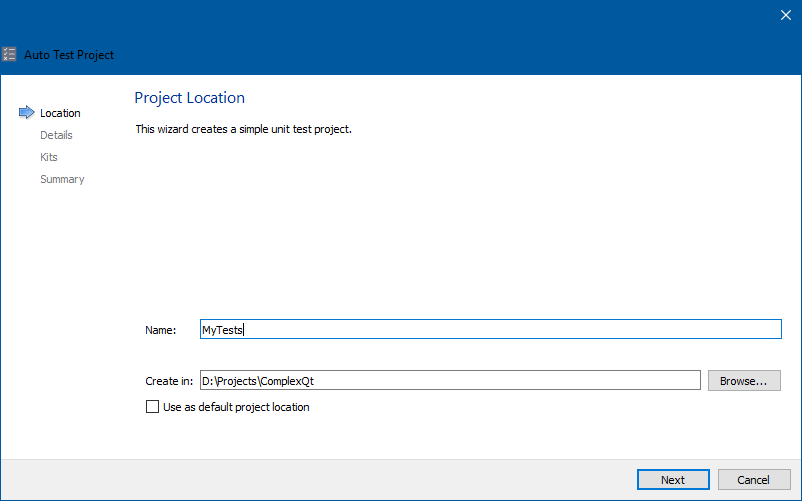 Auto Test Project
Location
Details
Kits
Summary
Project Location
This wizard creates a simple unit test project.
Name: MyTests
Create in: D:\Projects\ComplexQt Browse...
Use as default project location
Next Cancel